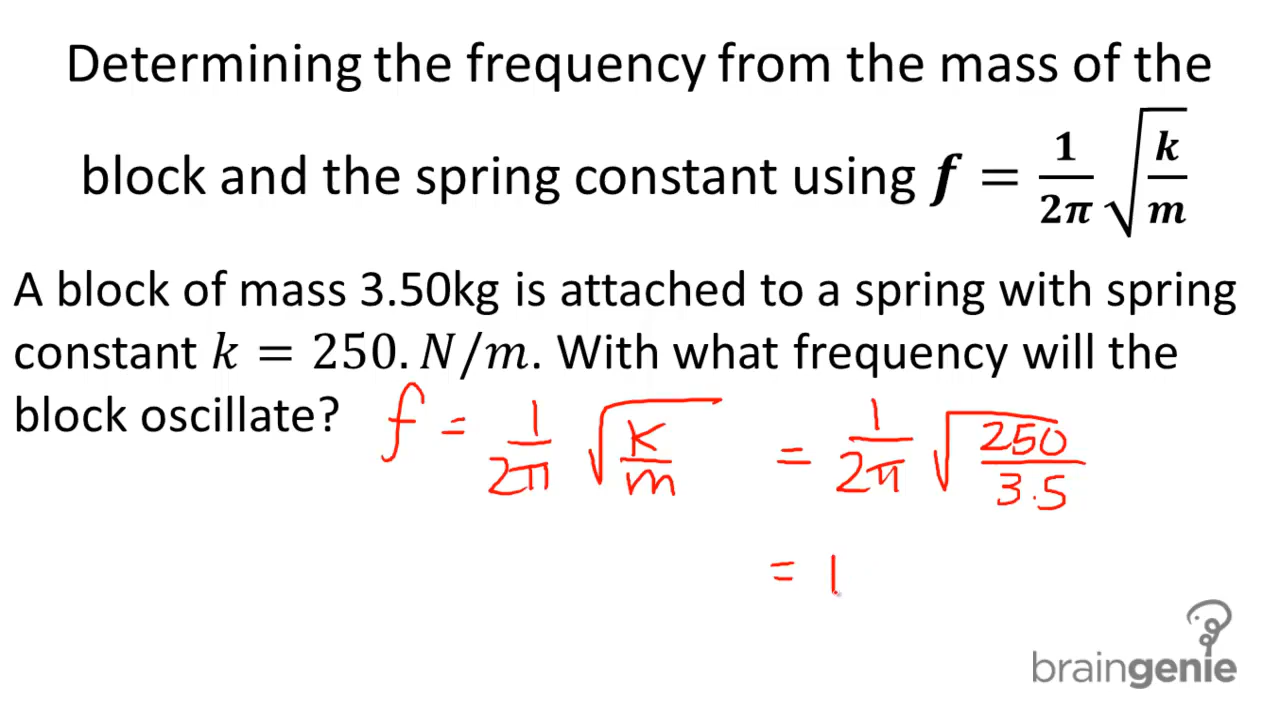 Determining the frequency from the mass of the
block and the spring constant using f = 1/2π √(k/m)
A block of mass 3.50kg is attached to a spring with spring
constant k = 250. N/m. With what frequency will the
block oscillate?
f = 1/2π √(K/m) = 1/2π √(250/3.5)
= 1
braingenie